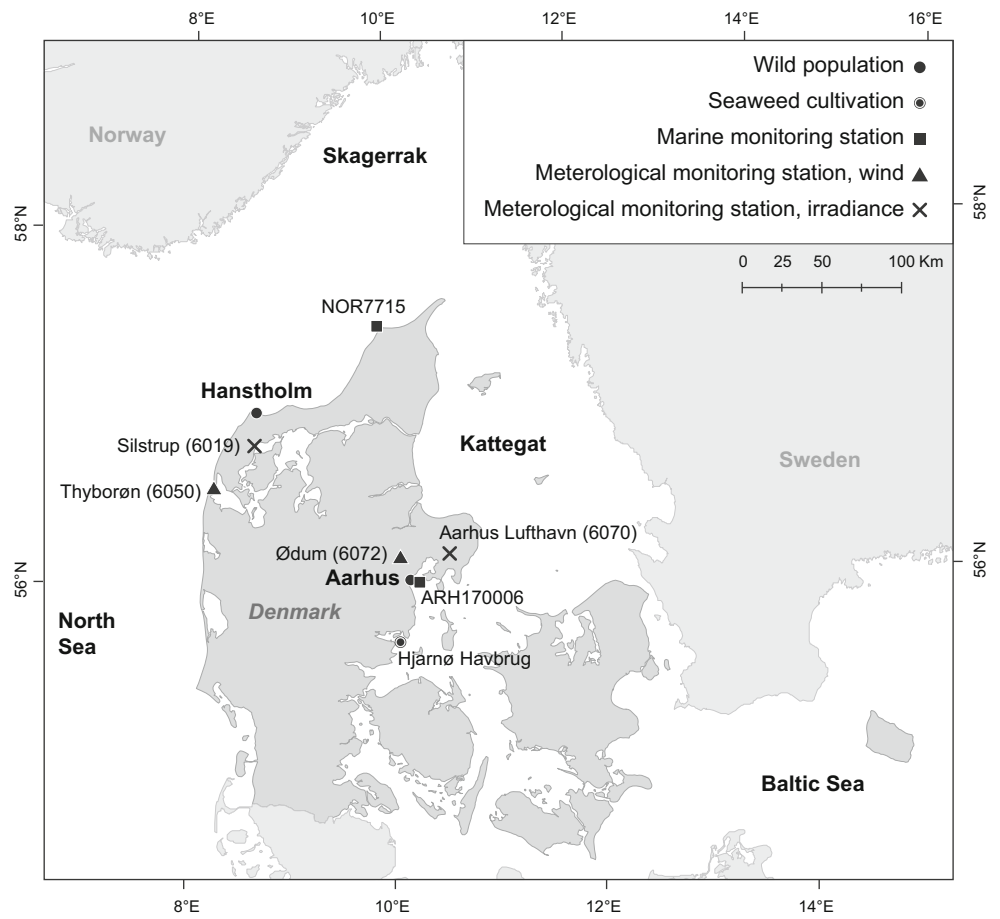 8°E 10°E 12°E 14°E 16°E
Wild population
Seaweed cultivation
Marine monitoring station
Meterological monitoring station, wind
Meterological monitoring station, irradiance
Norway
Skagerrak
58°N
58°N
0 25 50 100 Km
NOR7715
Hanstholm
Silstrup (6019)
Kattegat
Sweden
Thyborøn (6050)
Aarhus Lufthavn (6070)
Ødum (6072)
Aarhus
56°N
56°N
ARH170006
Denmark
North
Sea
Hjarnø Havbrug
Baltic Sea
8°E 10°E 12°E 14°E